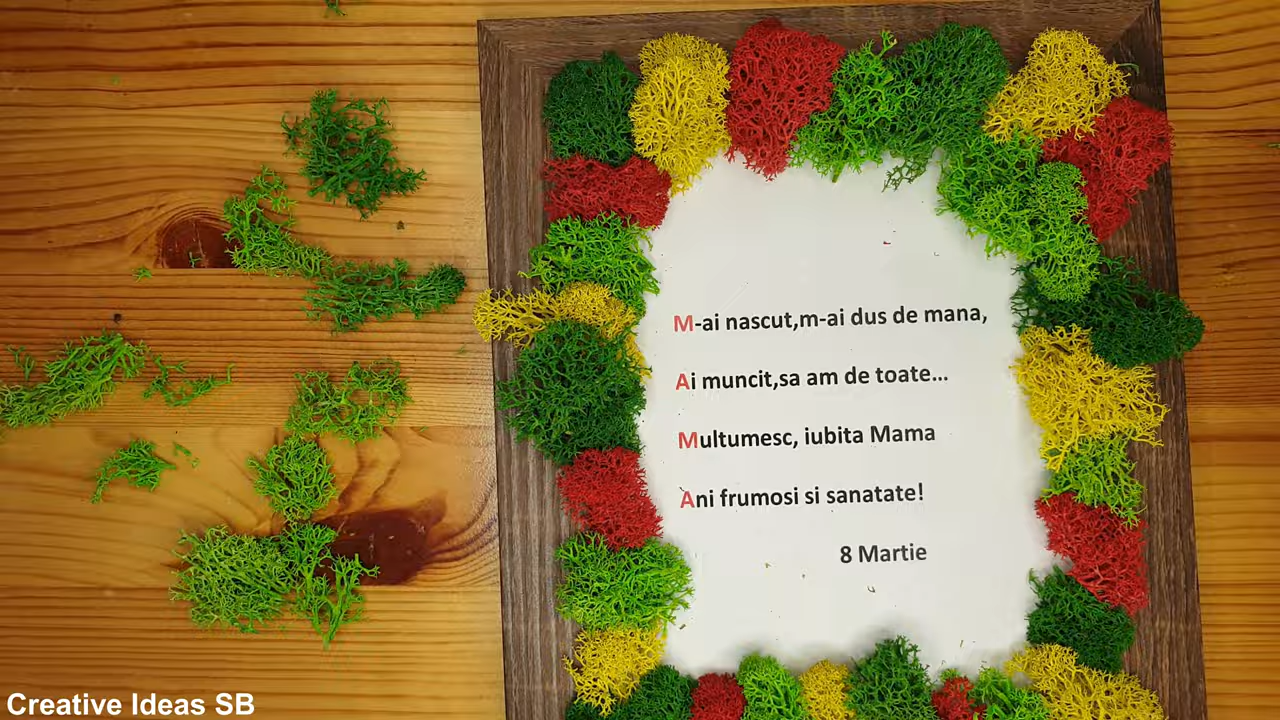 M-ai nascut,m-ai dus de mana,
Ai muncit,sa am de toate...
Multumesc, iubita Mama
Ani frumosi si sanatate!
8 Martie
Creative Ideas SB